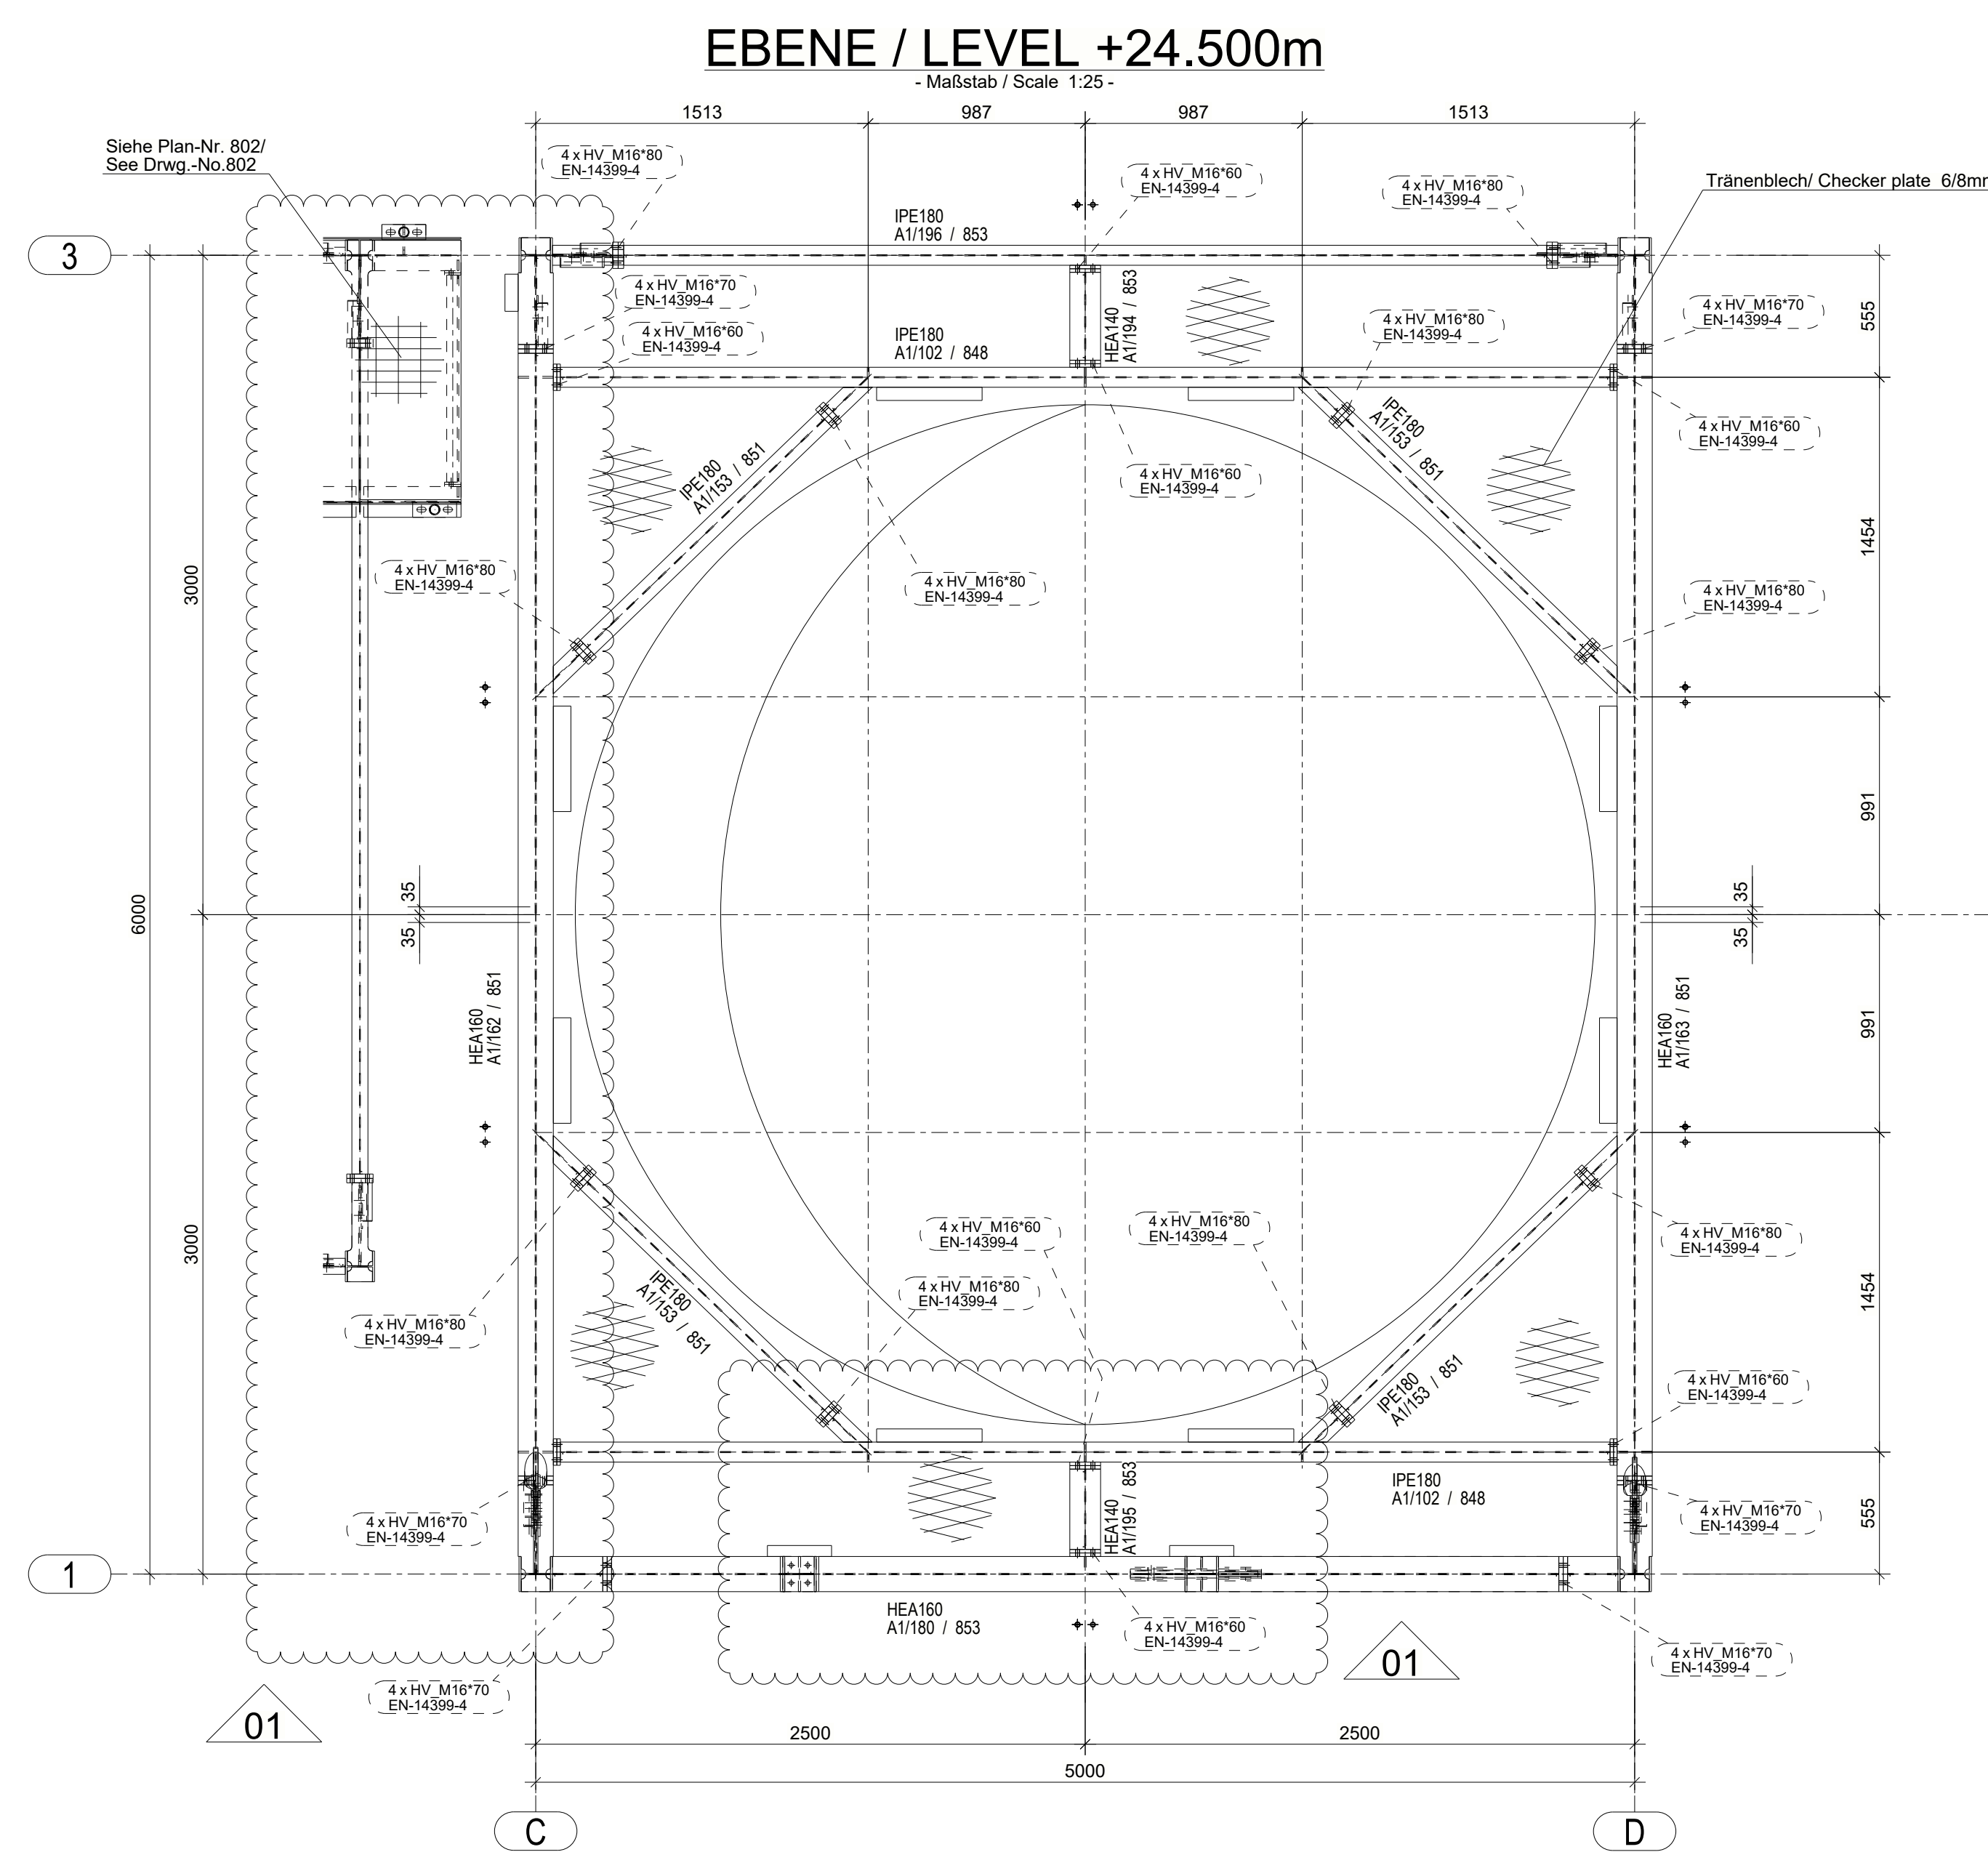 EBENE / LEVEL +24.500m
- Maßstab / Scale 1:25 -
1513
987
987
1513
Siehe Plan-Nr. 802/
See Drwg.-No.802
4 x HV_M16*80
EN-14399-4
4 x HV_M16*60
EN-14399-4
4 x HV_M16*80
EN-14399-4
Tränenblech/ Checker plate 6/8mm
IPE180
A1/196 / 853
3
4 x HV_M16*70
EN-14399-4
4 x HV_M16*60
EN-14399-4
IPE180
A1/102 / 848
HEA140
A1/194 / 853
4 x HV_M16*80
EN-14399-4
4 x HV_M16*70
EN-14399-4
555
IPE180
A1/153 / 851
IPE180
A1/153 / 851
4 x HV_M16*60
EN-14399-4
4 x HV_M16*60
EN-14399-4
1454
3000
4 x HV_M16*80
EN-14399-4
4 x HV_M16*80
EN-14399-4
4 x HV_M16*80
EN-14399-4
991
6000
35
35
35
35
HEA160
A1/162 / 851
HEA160
A1/163 / 851
991
3000
4 x HV_M16*60
EN-14399-4
4 x HV_M16*80
EN-14399-4
4 x HV_M16*80
EN-14399-4
4 x HV_M16*80
EN-14399-4
4 x HV_M16*80
EN-14399-4
IPE180
A1/153 / 851
IPE180
A1/153 / 851
1454
4 x HV_M16*60
EN-14399-4
HEA140
A1/195 / 853
IPE180
A1/102 / 848
4 x HV_M16*70
EN-14399-4
4 x HV_M16*70
EN-14399-4
555
1
HEA160
A1/180 / 853
4 x HV_M16*60
EN-14399-4
4 x HV_M16*70
EN-14399-4
4 x HV_M16*70
EN-14399-4
01
01
2500
2500
5000
C
D